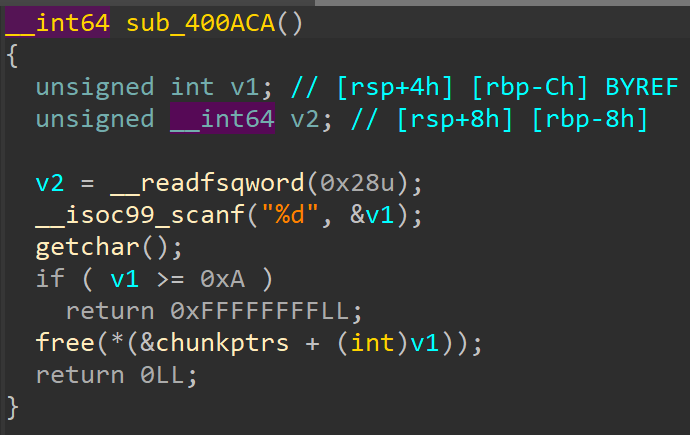 __int64 sub_400ACA()
{
unsigned int v1; // [rsp+4h] [rbp-Ch] BYREF
unsigned __int64 v2; // [rsp+8h] [rbp-8h]
v2 = __readfsqword(0x28u);
__isoc99_scanf("%d", &v1);
getchar();
if ( v1 >= 0xA )
return 0xFFFFFFFFLL;
free(*(&chunkptrs + (int)v1));
return 0LL;
}